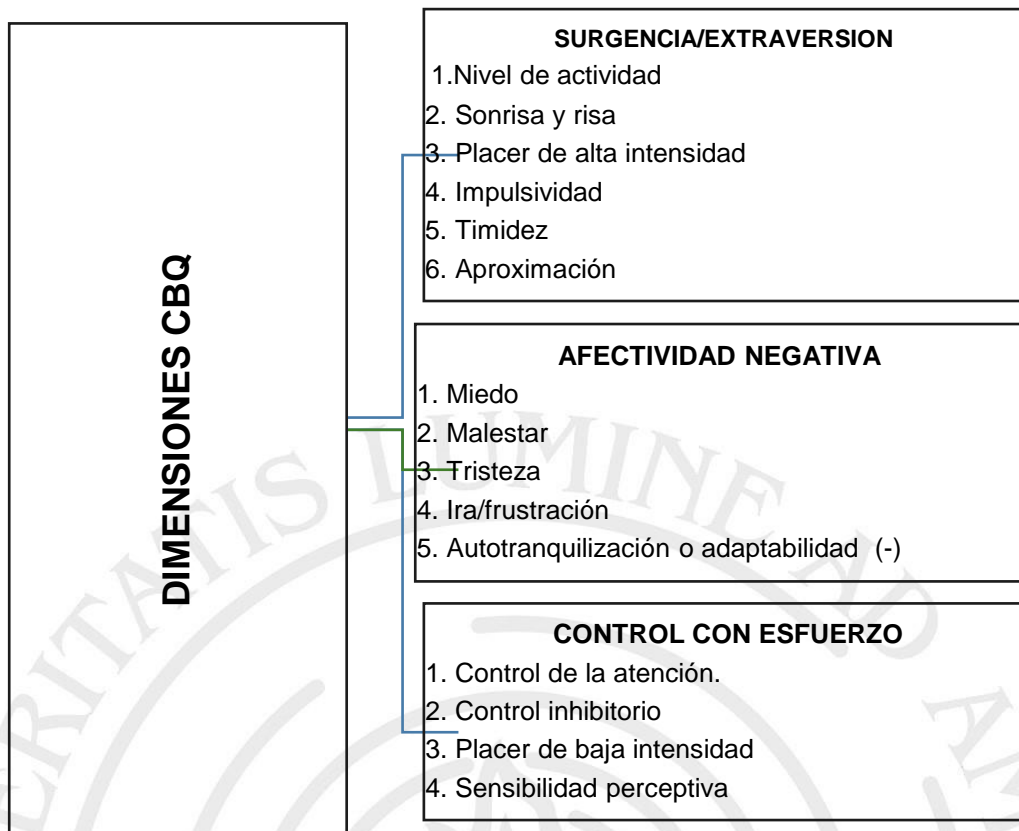 DIMENSIONES CBQ
SURGENCIA/EXTRAVERSION
1.Nivel de actividad
2. Sonrisa y risa
3. Placer de alta intensidad
4. Impulsividad
5. Timidez
6. Aproximación
AFECTIVIDAD NEGATIVA
1. Miedo
2. Malestar
3. Tristeza
4. Ira/frustración
5. Autotranquilización o adaptabilidad (-)
CONTROL CON ESFUERZO
1. Control de la atención.
2. Control inhibitorio
3. Placer de baja intensidad
4. Sensibilidad perceptiva
LUMINE AD